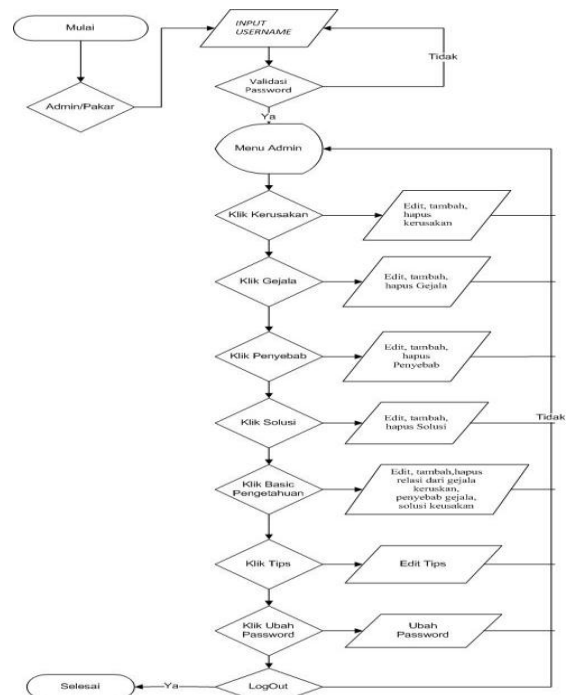 Mulai
INPUT
USERNAME
Tidak
Validasi
Password
Admin/Pakar
Ya
Menu Admin
Klik Kerusakan
Edit, tambah,
hapus
kerusakan
Klik Gejala
Edit, tambah,
hapus Gejala
Klik Penyebab
Edit, tambah,
hapus
Penyebab
Klik Solusi
Edit, tambah,
hapus Solusi
Tidak
Klik Basic
Pengetahuan
Edit, tambah,hapus
relasi dari gejala
keruskan,
penyebab gejala,
solusi keusakan
Klik Tips
Edit Tips
Klik Ubah
Password
Ubah
Password
Selesai
Ya
LogOut